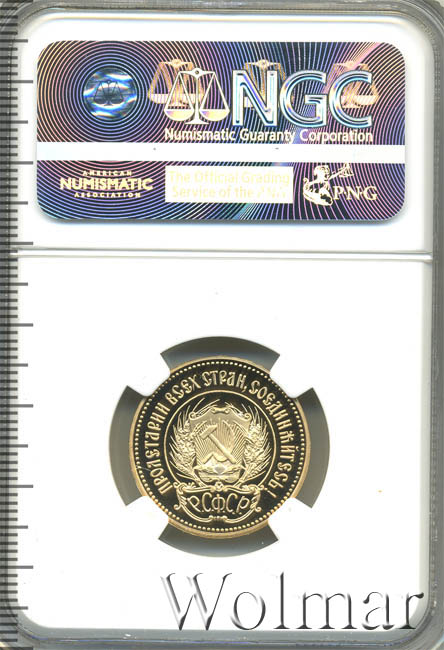 NGC
Numismatic Guaranty Corporation
AMERICAN
NUMISMATIC
ASSOCIATION
The Official Grading
Service of the PNG
PNG
ПРОЛЕТАРИИ ВСЕХ СТРАН, СОЕДИНЯЙТЕСЬ!
Р.С.Ф.С.Р.
Wolmar